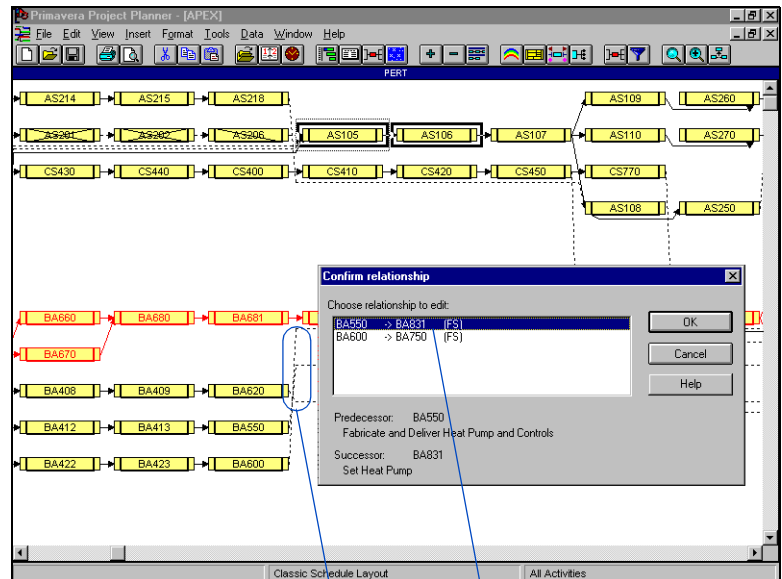 Primavera Project Planner - [APEX]
File Edit View Insert Format Tools Data Window Help
PERT
AS214 AS215 AS218 AS109 AS260
AS201 AS202 AS206 AS105 AS106 AS107 AS110 AS270
CS430 CS440 CS400 CS410 CS420 CS450 CS770
AS108 AS250
Confirm relationship
Choose relationship to edit:
BA550 -> BA831 (FS)
BA600 -> BA750 (FS)
OK
Cancel
Help
Predecessor: BA550
Fabricate and Deliver Heat Pump and Controls
Successor: BA831
Set Heat Pump
BA660 BA680 BA681
BA670
BA408 BA409 BA620
BA412 BA413 BA550
BA422 BA423 BA600
Classic Schedule Layout All Activities